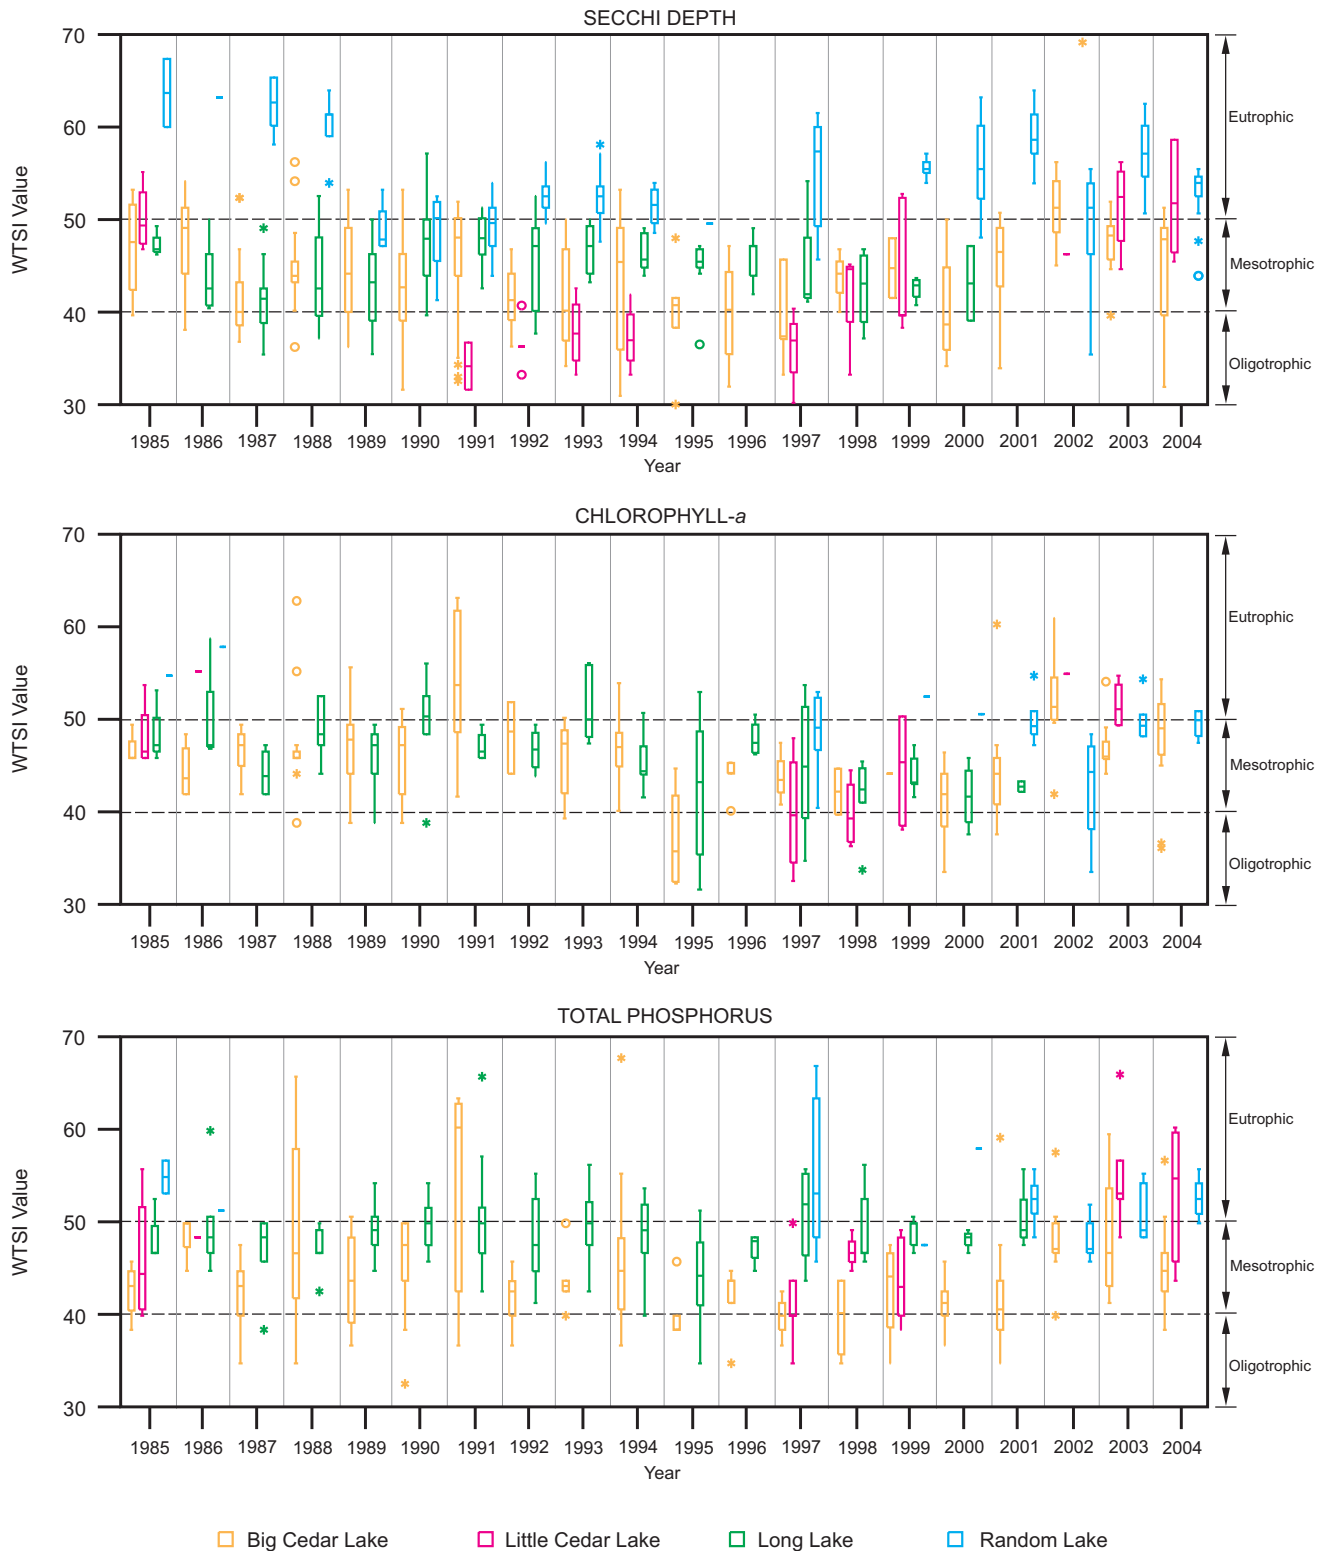 SECCHI DEPTH
70
60
50
40
30
WTSI Value
Eutrophic
Mesotrophic
Oligotrophic
1985 1986 1987 1988 1989 1990 1991 1992 1993 1994 1995 1996 1997 1998 1999 2000 2001 2002 2003 2004
Year
CHLOROPHYLL-a
70
60
50
40
30
WTSI Value
Eutrophic
Mesotrophic
Oligotrophic
1985 1986 1987 1988 1989 1990 1991 1992 1993 1994 1995 1996 1997 1998 1999 2000 2001 2002 2003 2004
Year
TOTAL PHOSPHORUS
70
60
50
40
30
WTSI Value
Eutrophic
Mesotrophic
Oligotrophic
1985 1986 1987 1988 1989 1990 1991 1992 1993 1994 1995 1996 1997 1998 1999 2000 2001 2002 2003 2004
Year
Big Cedar Lake Little Cedar Lake Long Lake Random Lake